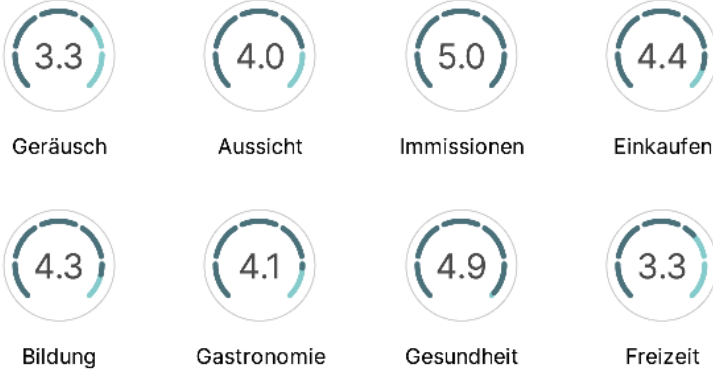 3.3 4.0 5.0 4.4
Geräusch Aussicht Immissionen Einkaufen
4.3 4.1 4.9 3.3
Bildung Gastronomie Gesundheit Freizeit